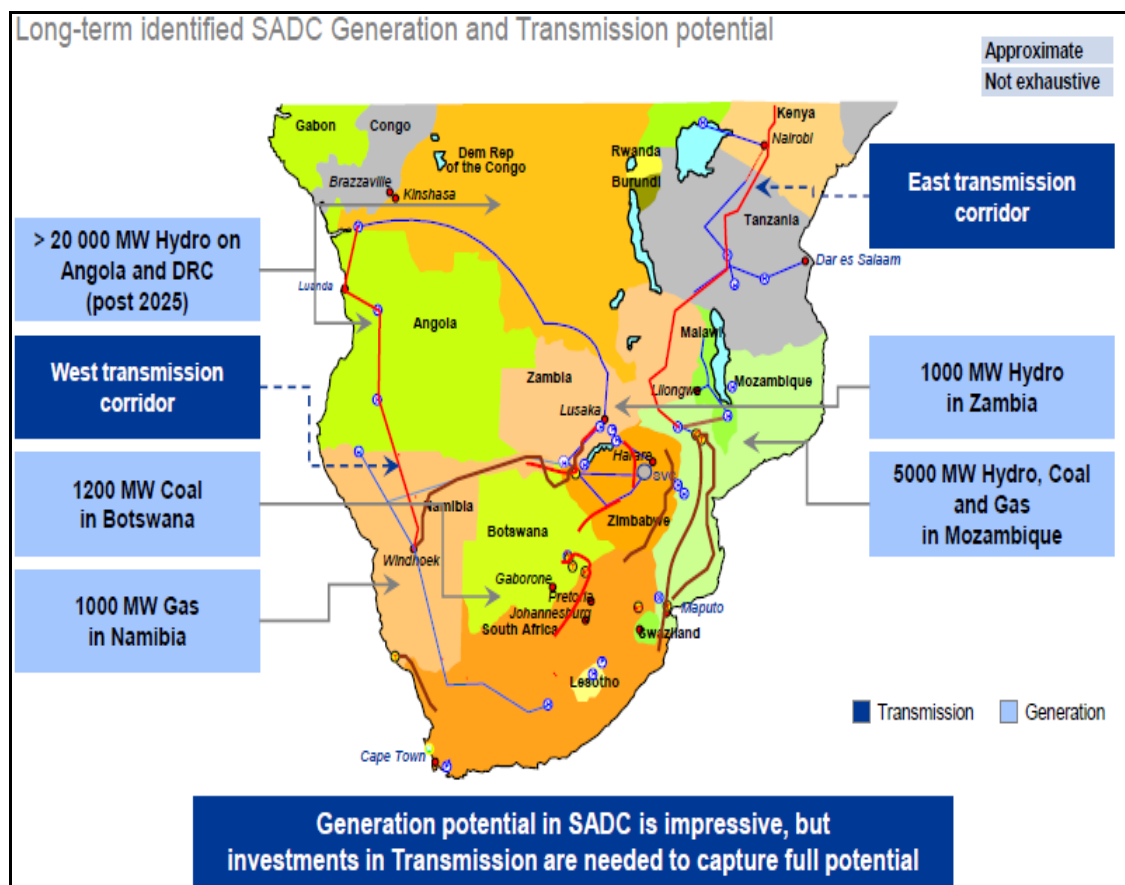 Long-term identified SADC Generation and Transmission potential
Approximate
Not exhaustive
Gabon
Congo
Kenya
Nairobi
Dem Rep
of the Congo
Rwanda
Burundi
Brazzaville
Kinshasa
East transmission
corridor
Tanzania
> 20 000 MW Hydro on
Angola and DRC
(post 2025)
Luanda
Dar es Salaam
Angola
Malawi
West transmission
corridor
Zambia
Mozambique
Lilongw
1000 MW Hydro
in Zambia
Lusaka
Harare
SVC
1200 MW Coal
in Botswana
Namibia
Zimbabwe
Botswana
5000 MW Hydro, Coal
and Gas
in Mozambique
Windhoek
Gaborone
Pretoria
Johannesburg
South Africa
Maputo
Swaziland
1000 MW Gas
in Namibia
Lesotho
Transmission
Generation
Cape Town
Generation potential in SADC is impressive, but
investments in Transmission are needed to capture full potential